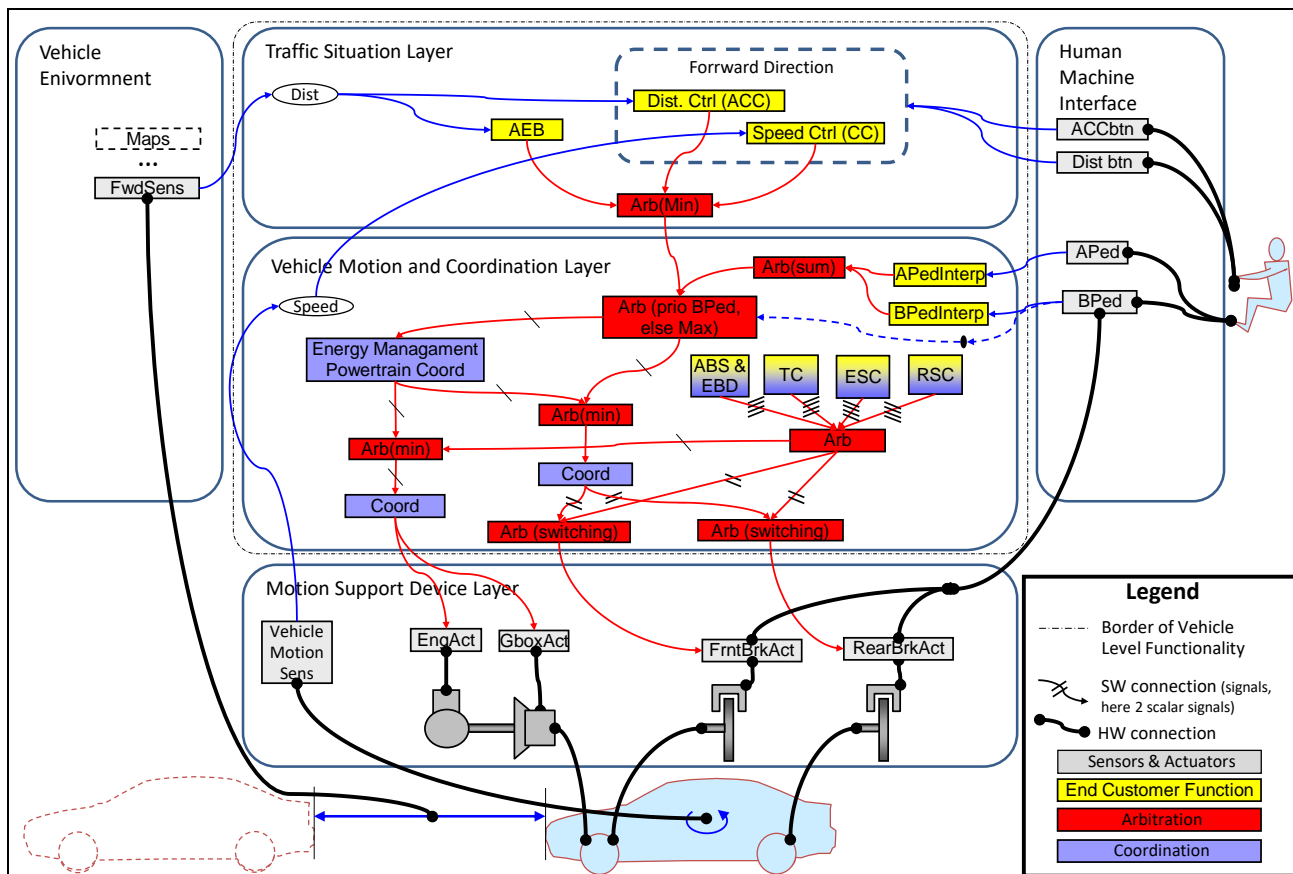 Vehicle
Enivormnent
Maps
...
FwdSens
Traffic Situation Layer
Dist
AEB
Forrward Direction
Dist. Ctrl (ACC)
Speed Ctrl (CC)
Arb(Min)
Human
Machine
Interface
ACCbtn
Dist btn
APed
BPed
Vehicle Motion and Coordination Layer
Speed
Arb(sum)
APedInterp
BPedInterp
Arb (prio BPed,
else Max)
Energy Managament
Powertrain Coord
ABS &
EBD
TC
ESC
RSC
Arb(min)
Arb(min)
Arb
Coord
Coord
Arb (switching)
Arb (switching)
Motion Support Device Layer
Vehicle
Motion
Sens
EngAct
GboxAct
FrntBrkAct
RearBrkAct
Legend
Border of Vehicle
Level Functionality
SW connection (signals,
here 2 scalar signals)
HW connection
Sensors & Actuators
End Customer Function
Arbitration
Coordination